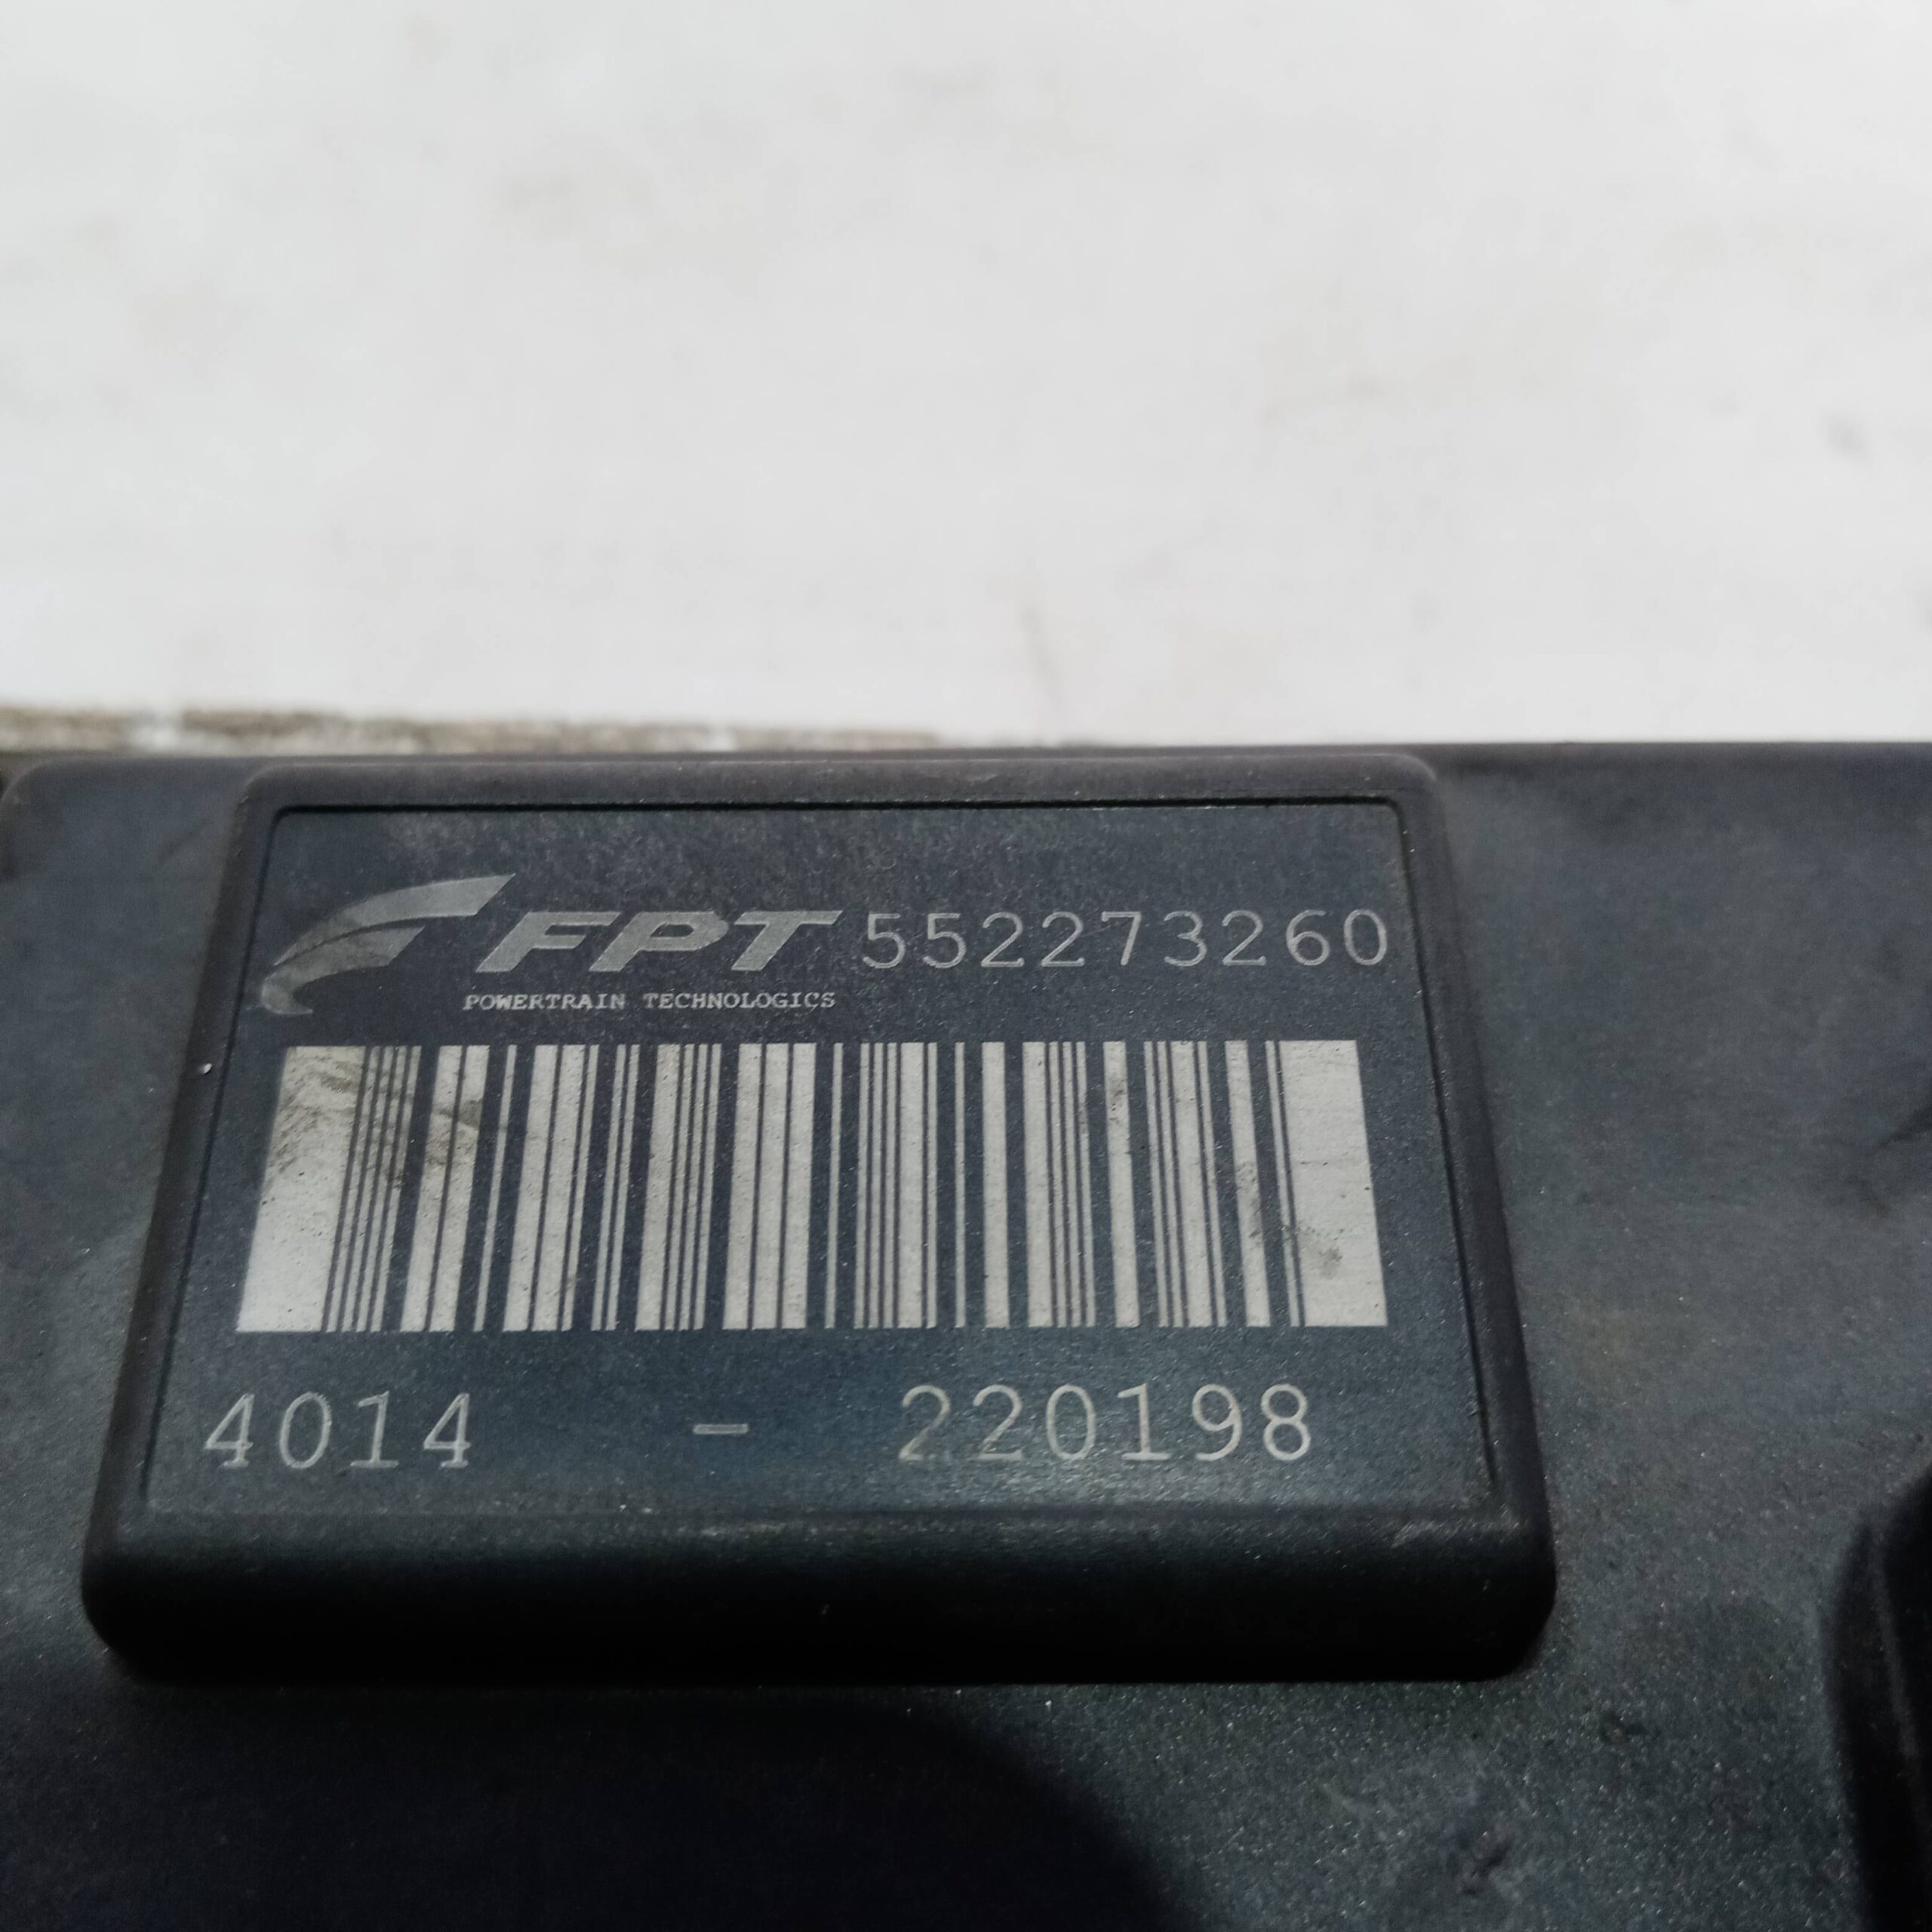 FPT 552273260
POWERTRAIN TECHNOLOGICS
4014 - 220198